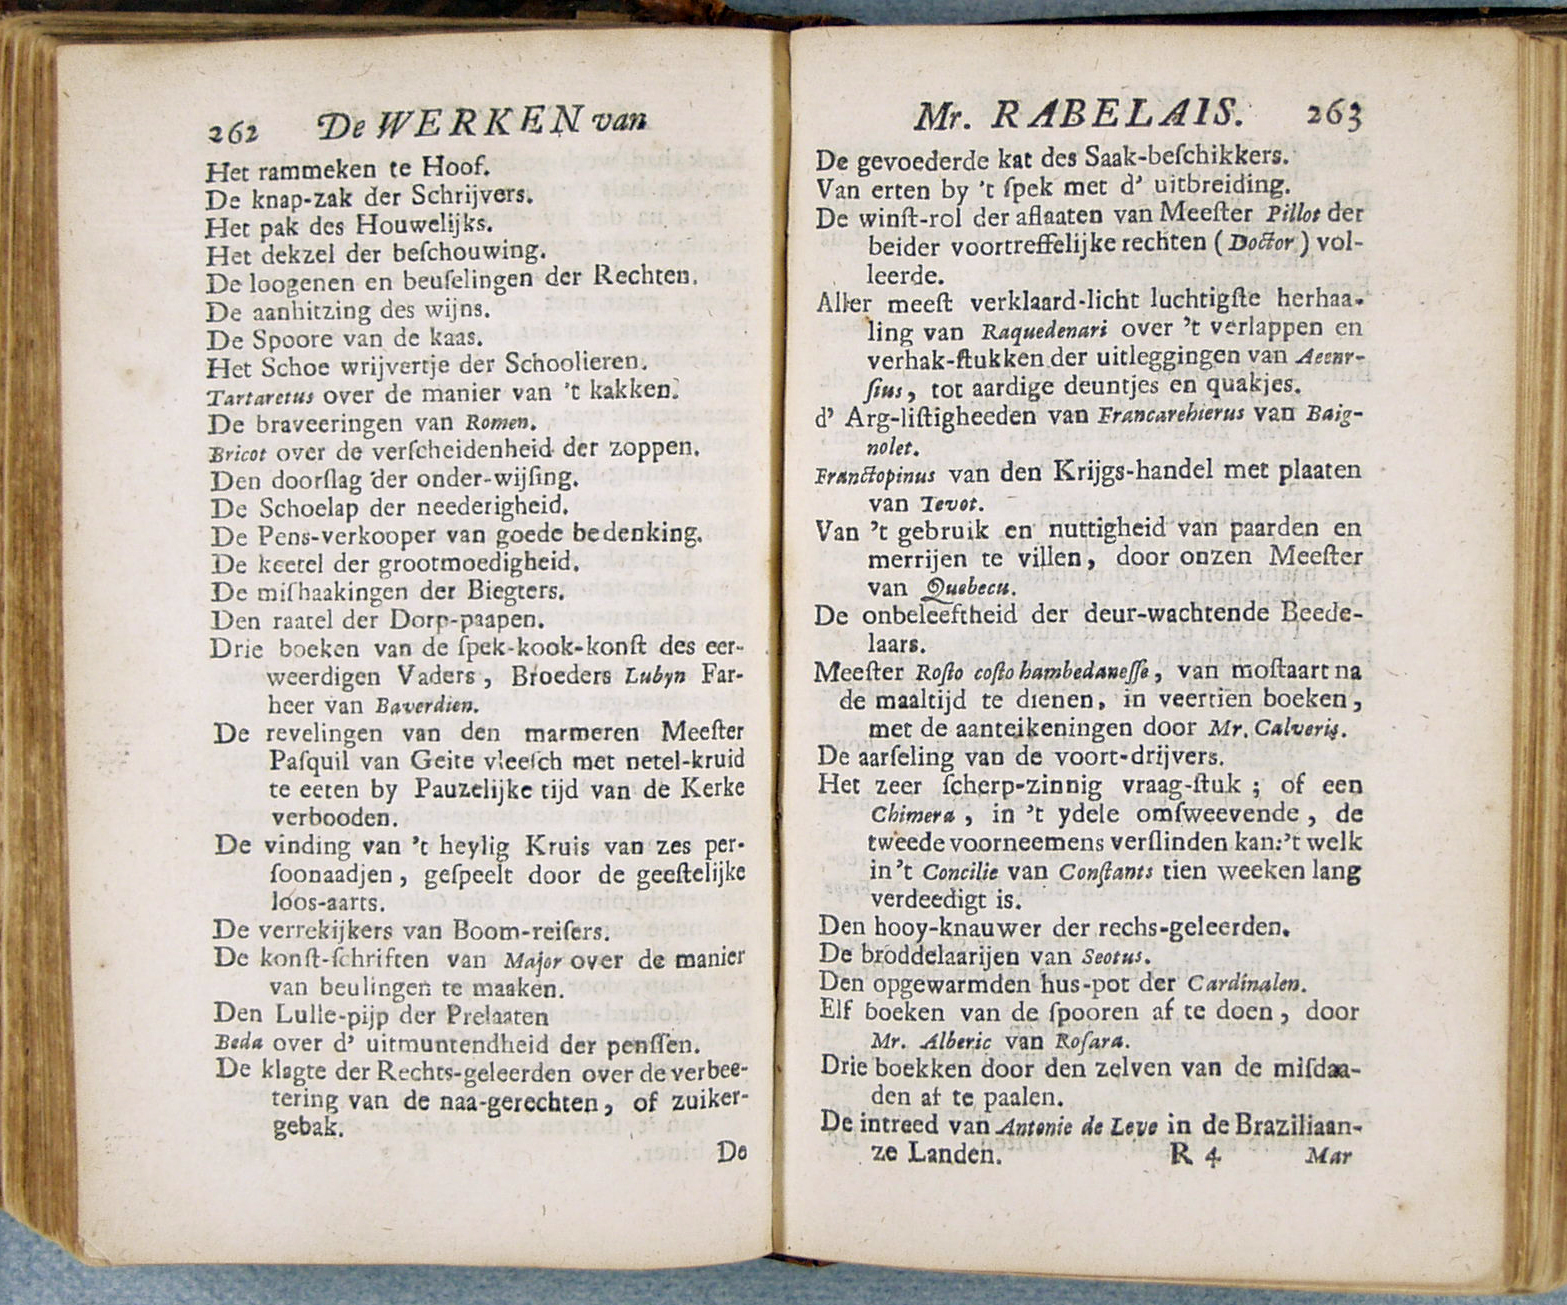 262 De WERKEN van
Het rammeken te Hoof.
De knap-zak der Schrijvers.
Het pak des Houwelijks.
Het dekzel der beſchouwing.
De loogenen en beuſelingen der Rechten.
De aanhitzing des wijns.
De Spoore van de kaas.
Het Schoe wrijvertje der Schoolieren.
Tartaretus over de manier van 't kakken.
De braveeringen van Romen.
Bricot over de verſcheidenheid der zoppen.
Den doorſlag der onder-wijſing.
De Schoelap der neederigheid.
De Pens-verkooper van goede bedenking.
De keetel der grootmoedigheid.
De miſhaakingen der Biegters.
Den raatel der Dorp-paapen.
Drie boeken van de ſpek-kook-konſt des eer-
weerdigen Vaders, Broeders Lubyn Far-
heer van Baverdien.
De revelingen van den marmeren Meeſter
Paſquil van Geite vleeſch met netel-kruid
te eeten by Pauzelijke tijd van de Kerke
verbooden.
De vinding van 't heylig Kruis van zes per-
ſoonaadjen, geſpeelt door de geeſtelijke
loos-aarts.
De verrekijkers van Boom-reiſers.
De konſt-ſchriften van Major over de manier
van beulingen te maaken.
Den Lulle-pijp der Prelaaten
Beda over d' uitmuntendheid der penſſen.
De klagte der Rechts-geleerden over de verbee-
tering van de naa-gerechten, of zuiker-
gebak.
De
Mr. RABELAIS. 263
De gevoederde kat des Saak-beſchikkers.
Van erten by 't ſpek met d' uitbreiding.
De winſt-rol der aflaaten van Meeſter Pillot der
beider voortreffelijke rechten (Doctor) vol-
leerde.
Aller meeſt verklaard-licht luchtigſte herhaa-
ling van Raquedenari over 't verlappen en
verhak-ſtukken der uitleggingen van Accur-
ſius, tot aardige deuntjes en quakjes.
d' Arg-liſtigheeden van Francarehierus van Baig-
nolet.
Franctopinus van den Krijgs-handel met plaaten
van Tevot.
Van 't gebruik en nuttigheid van paarden en
merrijen te villen, door onzen Meeſter
van Quebecu.
De onbeleeftheid der deur-wachtende Beede-
laars.
Meeſter Roſto coſto hambedaneſſe, van moſtaart na
de maaltijd te dienen, in veertien boeken,
met de aanteikeningen door Mr. Calveris.
De aarſeling van de voort-drijvers.
Het zeer ſcherp-zinnig vraag-ſtuk ; of een
Chimera, in 't ydele omſweevende, de
tweede voorneemens verſlinden kan: 't welk
in 't Concilie van Conſtants tien weeken lang
verdeedigt is.
Den hooy-knauwer der rechs-geleerden.
De broddelaarijen van Seotus.
Den opgewarmden hus-pot der Cardinalen.
Elf boeken van de ſpooren af te doen, door
Mr. Alberic van Roſara.
Drie boekken door den zelven van de miſdaa-
den af te paalen.
De intreed van Antonie de Leve in de Braziliaan-
ze Landen. R 4 Mar